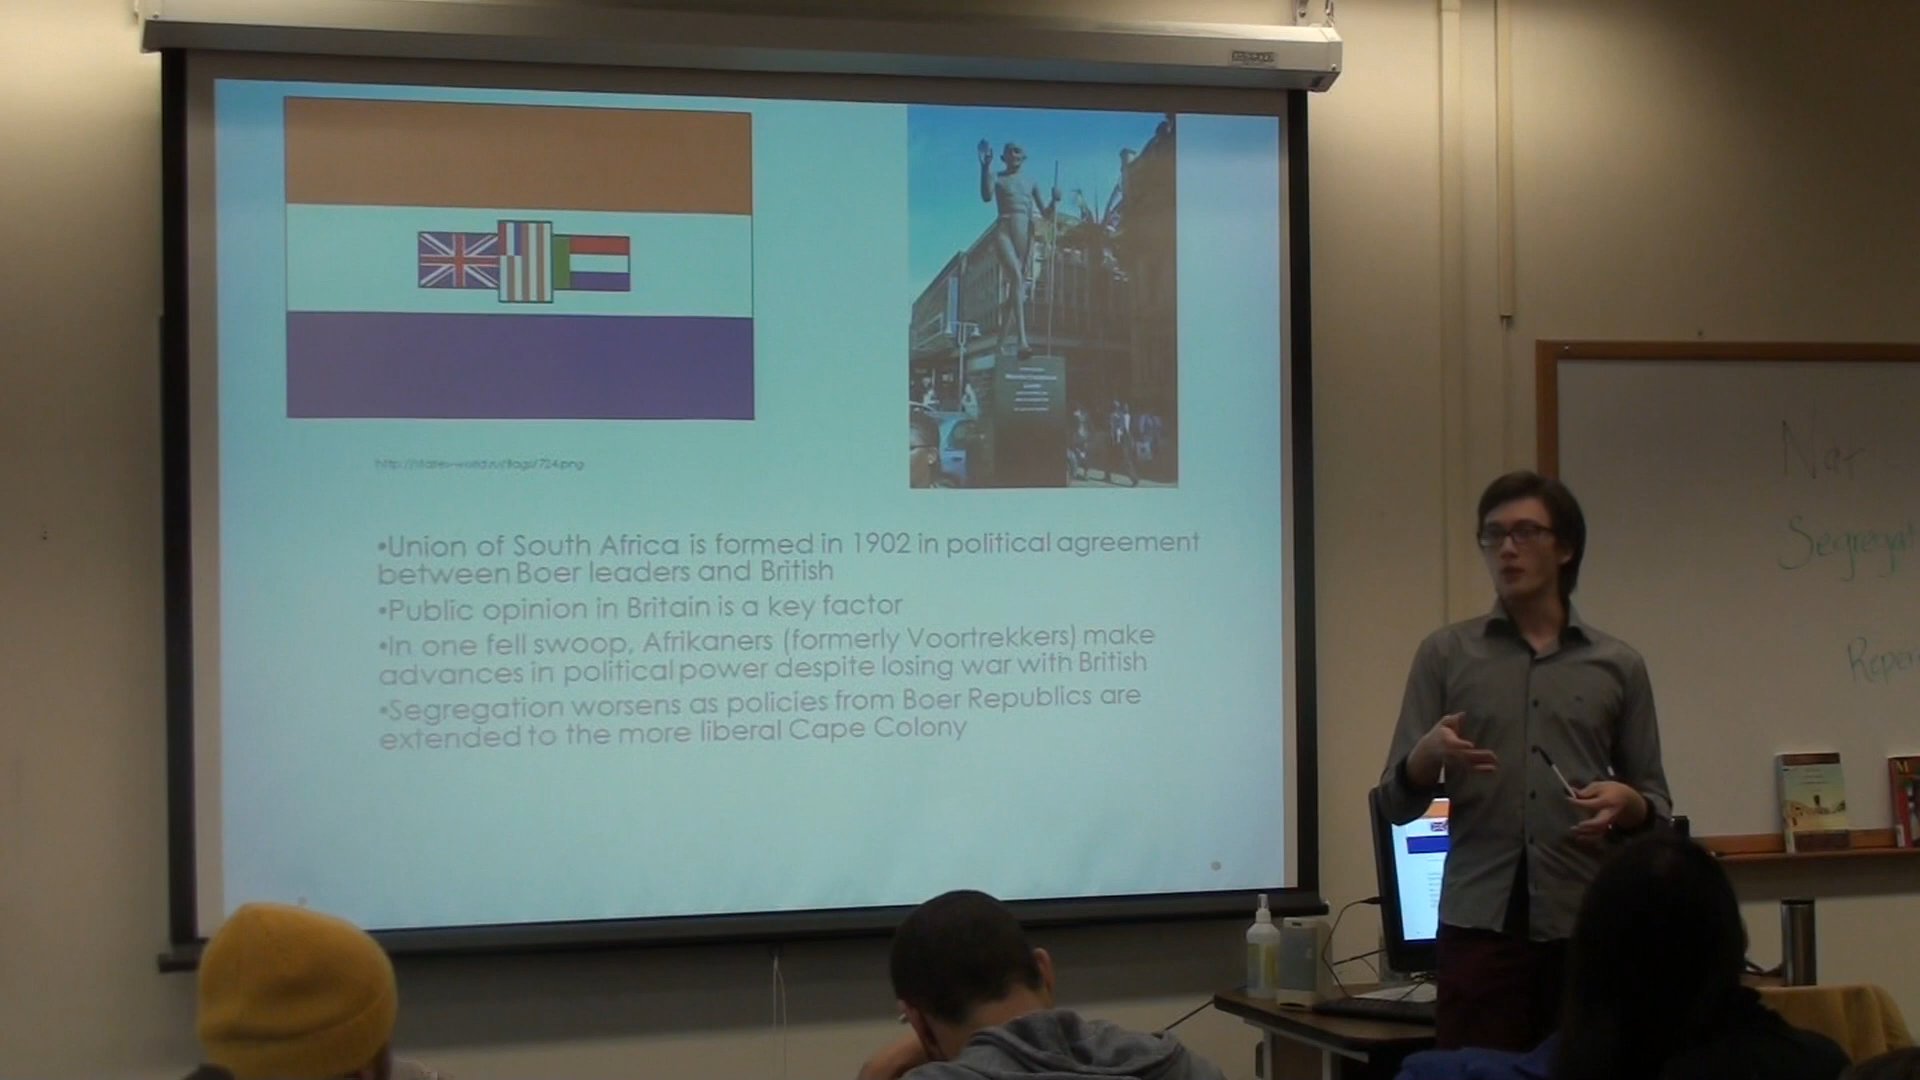 •Union of South Africa is formed in 1902 in political agreement
between Boer leaders and British
•Public opinion in Britain is a key factor
•In one fell swoop, Afrikaners (formerly Voortrekkers) make
advances in political power despite losing war with British
•Segregation worsens as policies from Boer Republics are
extended to the more liberal Cape Colony
Segregat